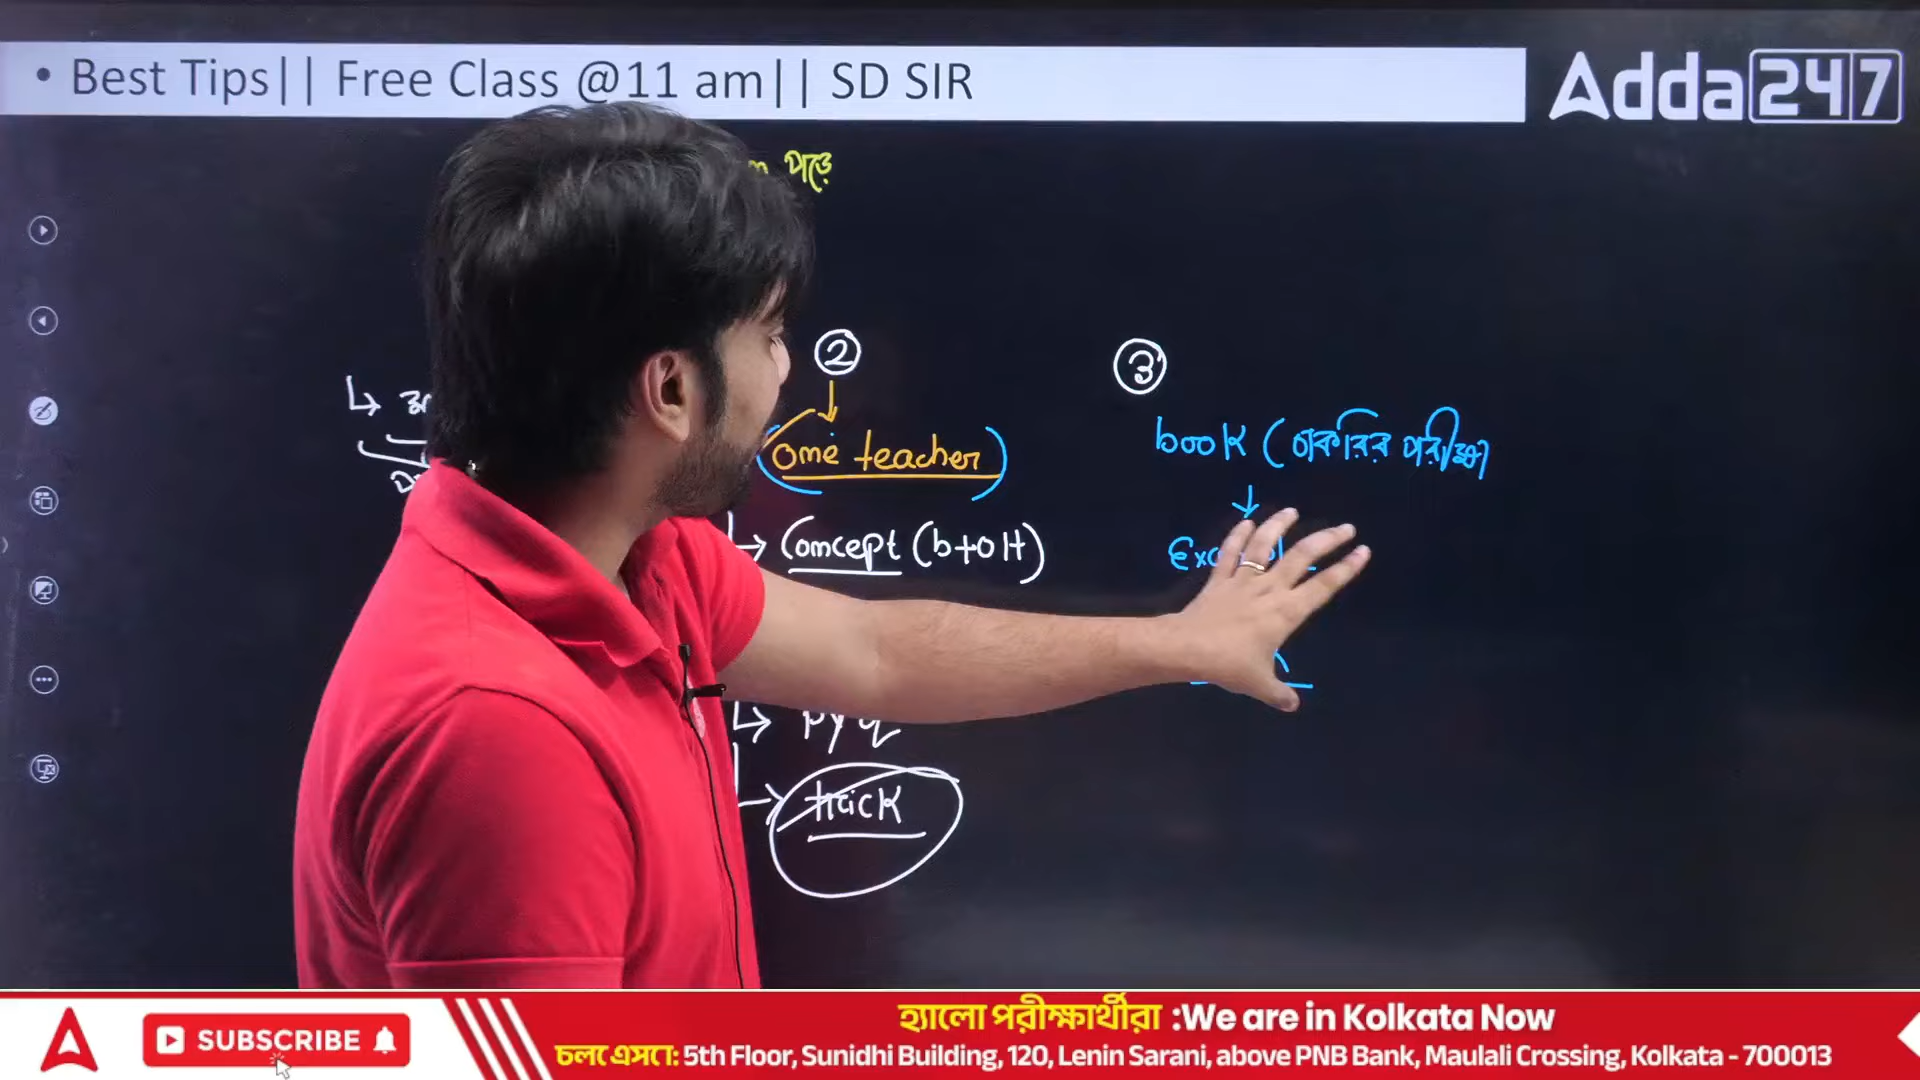 • Best Tips|| Free Class @11 am|| SD SIR
Adda247
পড়ে
②
③
one teacher
book (চাকরির পরীক্ষা
Concept (b+oH)
pyq
trick
SUBSCRIBE
হ্যালো পরীক্ষার্থীরা :We are in Kolkata Now
চলে এসো: 5th Floor, Sunidhi Building, 120, Lenin Sarani, above PNB Bank, Maulali Crossing, Kolkata - 700013